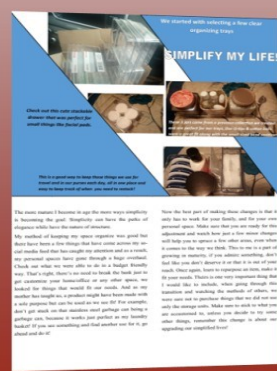 We started with selecting a few clear
organizing trays
SIMPLIFY MY LIFE!
Check out this cute stackable
drawer that was perfect for
small things like facial pads.
This is a good way to keep those things we use for
travel and in our purses each day, all in one place and
easy to keep track of when you need to restock!
The more mature I become in age the more ways simplicity
is becoming the goal. Simplicity can have the paths of
elegance while have the nature of structure.
My method of keeping my space organize was good but
there have been a few things that have come across my so-
cial media feed that has caught my attention and as a result,
my personal spaces have gone through a huge overhaul.
Check out what we were able to do in a budget friendly
way. That's right, there's no need to break the bank just to
get customize your home/office or any other space, we
looked for things that would fit our needs. And as my
mother has taught us, a product might have been made with
a sole purpose but can be used as we see fit! For example,
don't get stuck on that stainless steel garbage can being a
garbage can, because it works just perfectly as my laundry
basket! If you see something and find another use for it, go
ahead and do it!
Now the best part of making these changes is that it
only has to work for your family, and for your own
personal space. Make sure that you are ready for this
adjustment and watch how just a few minor changes
will help you to spruce a few other areas, even when
it comes to the way we think. This to me is a part of
growing in maturity, if you admire something, don't
feel like you don't deserve it or that it is out of your
reach. Once again, learn to repurpose an item, make it
fit your needs. There is one very important thing that
I would like to include, when going through this
transition and watching the methods of others, we
were sure not to purchase things that we did not use
only the storage units. Make sure to stick to what you
are accustomed to, unless you decide to try some
other things, remember this change is about us
upgrading our simplified lives!